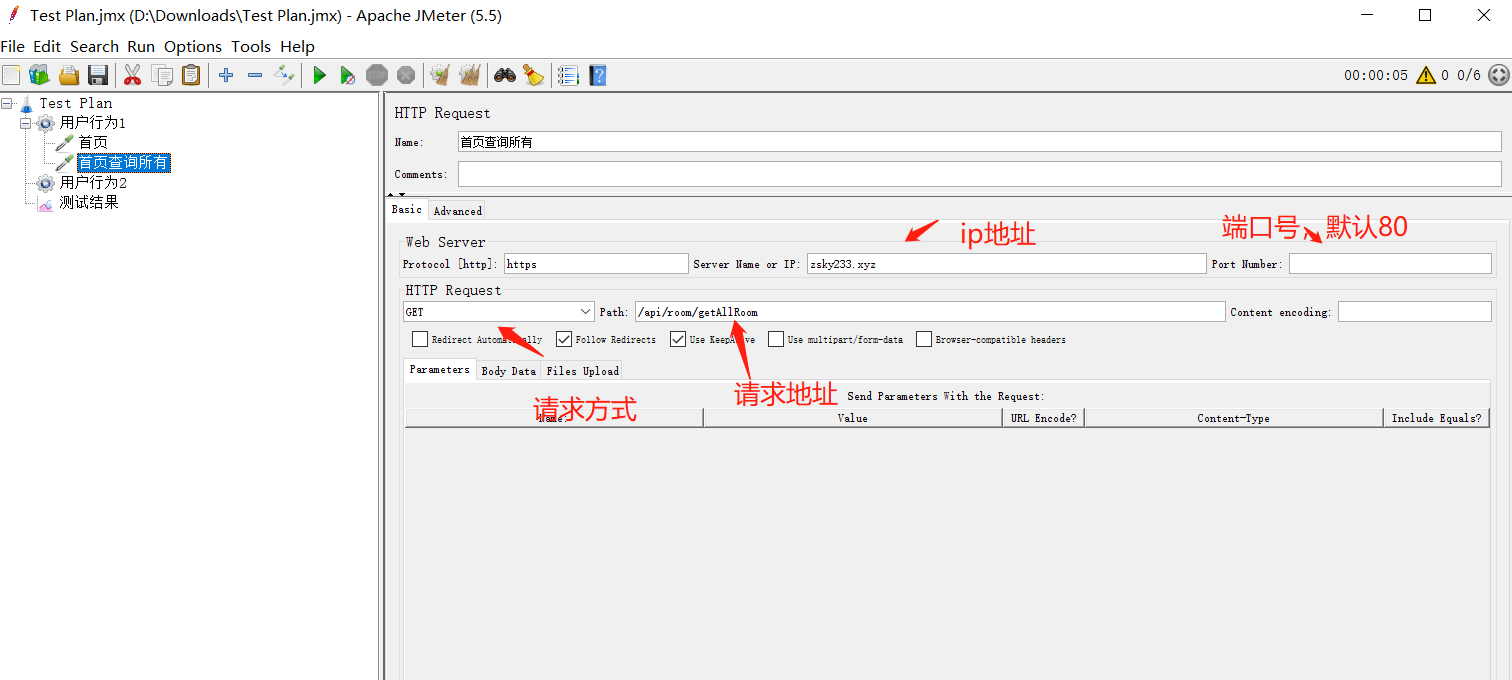 Test Plan.jmx (D:\Downloads\Test Plan.jmx) - Apache JMeter (5.5)
File Edit Search Run Options Tools Help
STOP
00:00:05 0 0/6
Test Plan
用户行为1
首页
首页查询所有
用户行为2
测试结果
HTTP Request
Name: 首页查询所有
Comments:
Basic Advanced
ip地址
端口号，默认80
Web Server
Protocol [http]: https Server Name or IP: zsky233.xyz Port Number:
HTTP Request
GET Path: /api/room/getAllRoom Content encoding:
Redirect Automatically Follow Redirects Use KeepAlive Use multipart/form-data Browser-compatible headers
Parameters Body Data Files Upload
请求方式
请求地址
Send Parameters With the Request:
Name: Value URL Encode? Content-Type Include Equals?